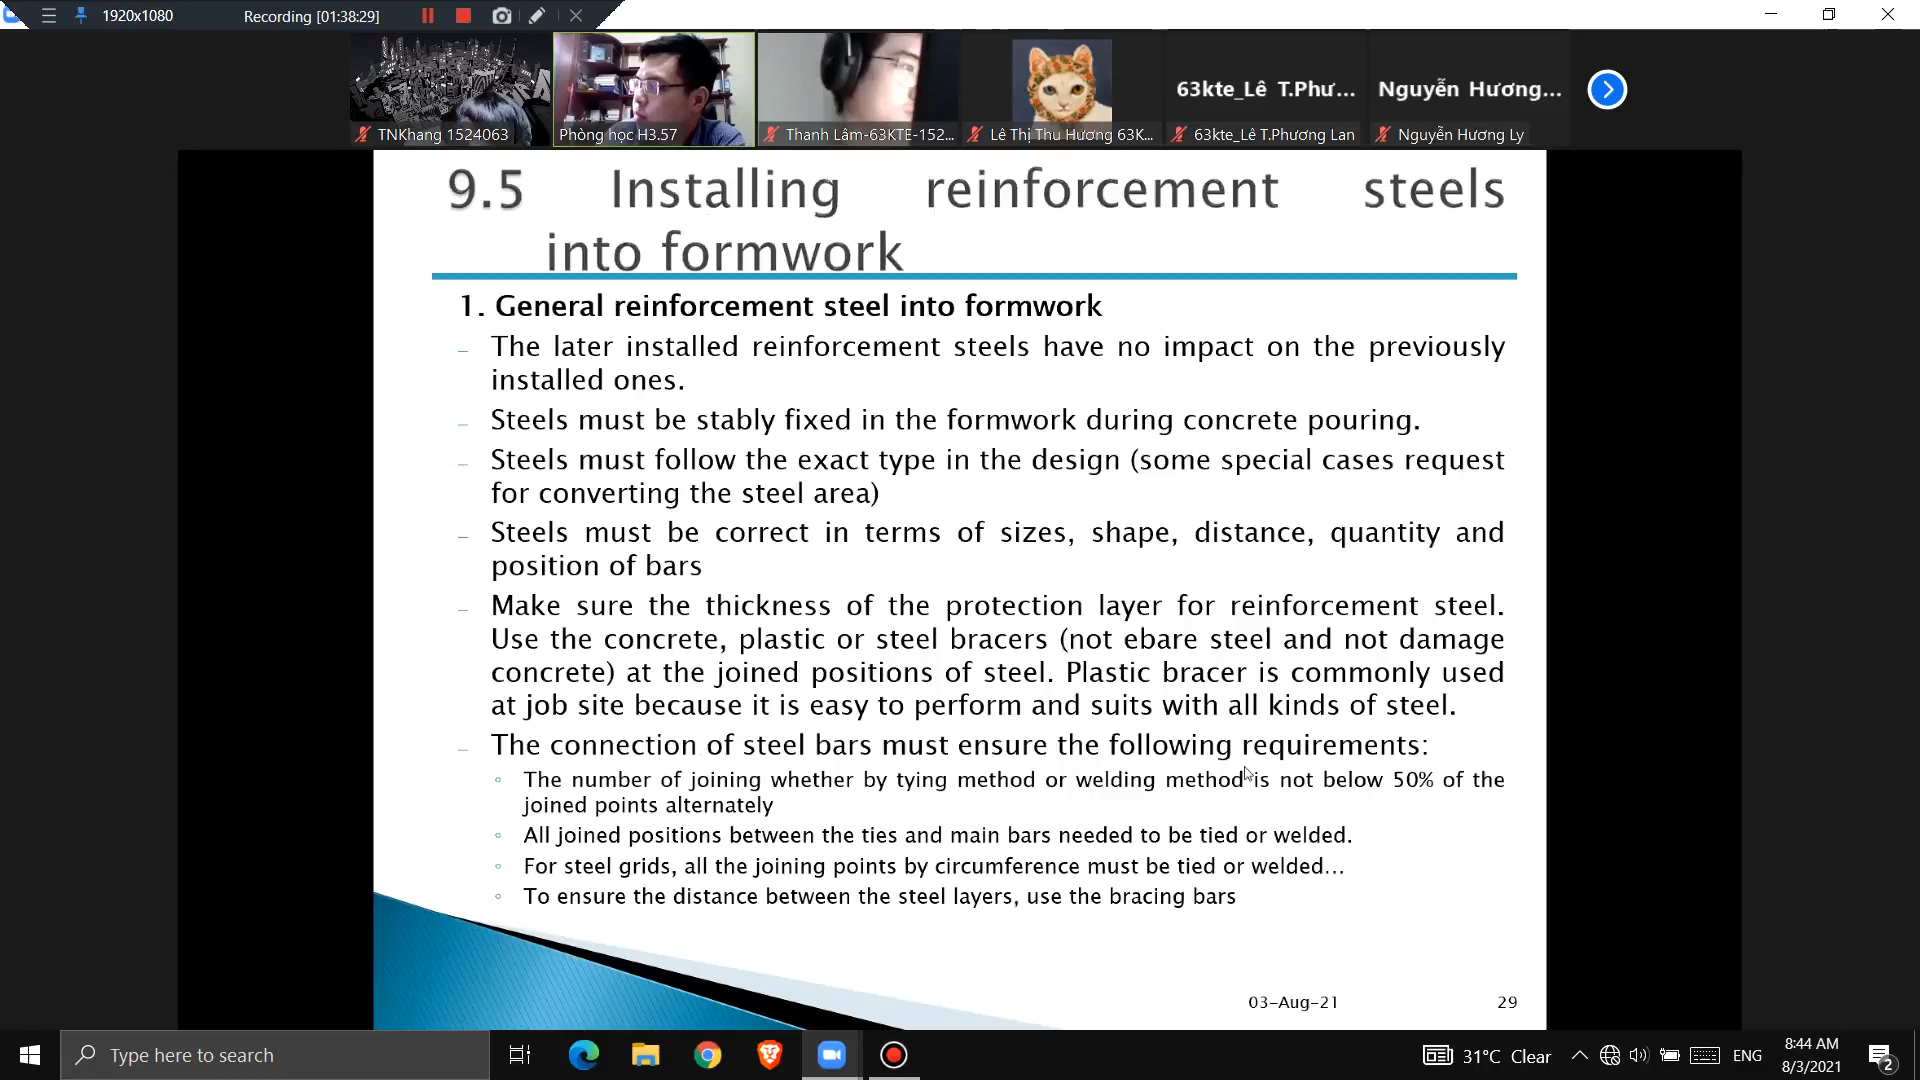 1920x1080
Recording [01:38:29]
TNKhang 1524063
Phòng học H3.57
Thanh Lâm-63KTE-152...
Lê Thị Thu Hương 63K...
63kte_Lê T.Phư...
63kte_Lê T.Phương Lan
Nguyễn Hương...
Nguyễn Hương Ly
9.5 Installing reinforcement steels
into formwork
1. General reinforcement steel into formwork
– The later installed reinforcement steels have no impact on the previously
installed ones.
– Steels must be stably fixed in the formwork during concrete pouring.
– Steels must follow the exact type in the design (some special cases request
for converting the steel area)
– Steels must be correct in terms of sizes, shape, distance, quantity and
position of bars
– Make sure the thickness of the protection layer for reinforcement steel.
Use the concrete, plastic or steel bracers (not ebare steel and not damage
concrete) at the joined positions of steel. Plastic bracer is commonly used
at job site because it is easy to perform and suits with all kinds of steel.
– The connection of steel bars must ensure the following requirements:
◦ The number of joining whether by tying method or welding method is not below 50% of the
joined points alternately
◦ All joined positions between the ties and main bars needed to be tied or welded.
◦ For steel grids, all the joining points by circumference must be tied or welded…
◦ To ensure the distance between the steel layers, use the bracing bars
03-Aug-21
29
Type here to search
31°C Clear
ENG
8:44 AM
8/3/2021
2